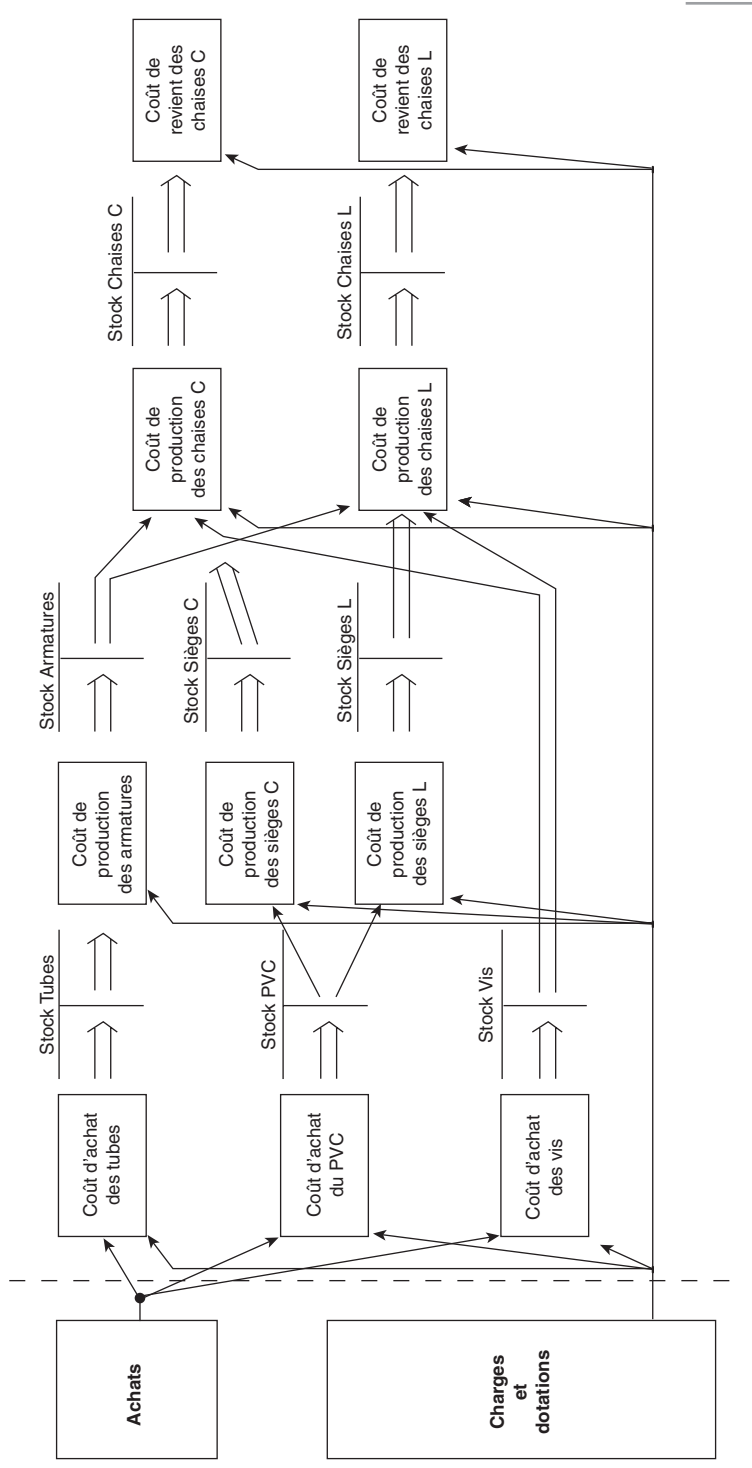 Achats
Charges
et
dotations
Coût d'achat
des tubes
Coût d'achat
du PVC
Coût d'achat
des vis
Stock Tubes
Stock PVC
Stock Vis
Coût de
production
des armatures
Coût de
production
des sièges C
Coût de
production
des sièges L
Stock Armatures
Stock Sièges C
Stock Sièges L
Coût de
production
des chaises C
Coût de
production
des chaises L
Stock Chaises C
Stock Chaises L
Coût de
revient des
chaises C
Coût de
revient des
chaises L